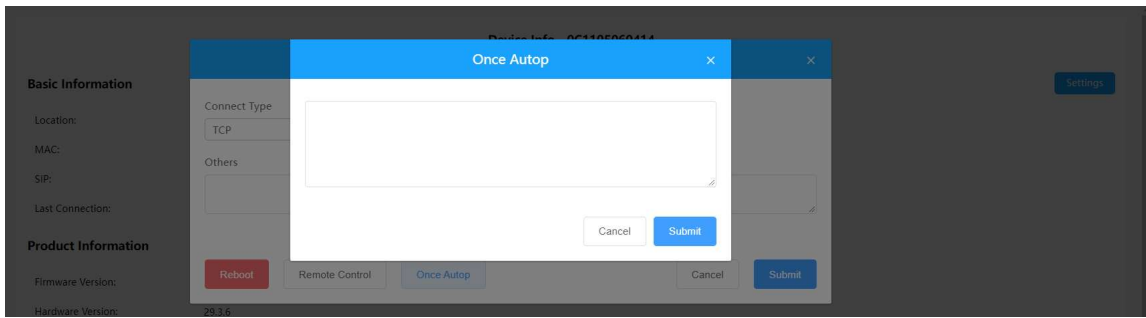 Once Autop
Basic Information
Settings
Connect Type
Location:
TCP
MAC:
Others
SIP:
Last Connection:
Cancel
Submit
Product Information
Reboot
Remote Control
Once Autop
Cancel
Submit
Firmware Version:
Hardware Version:
29.3.6